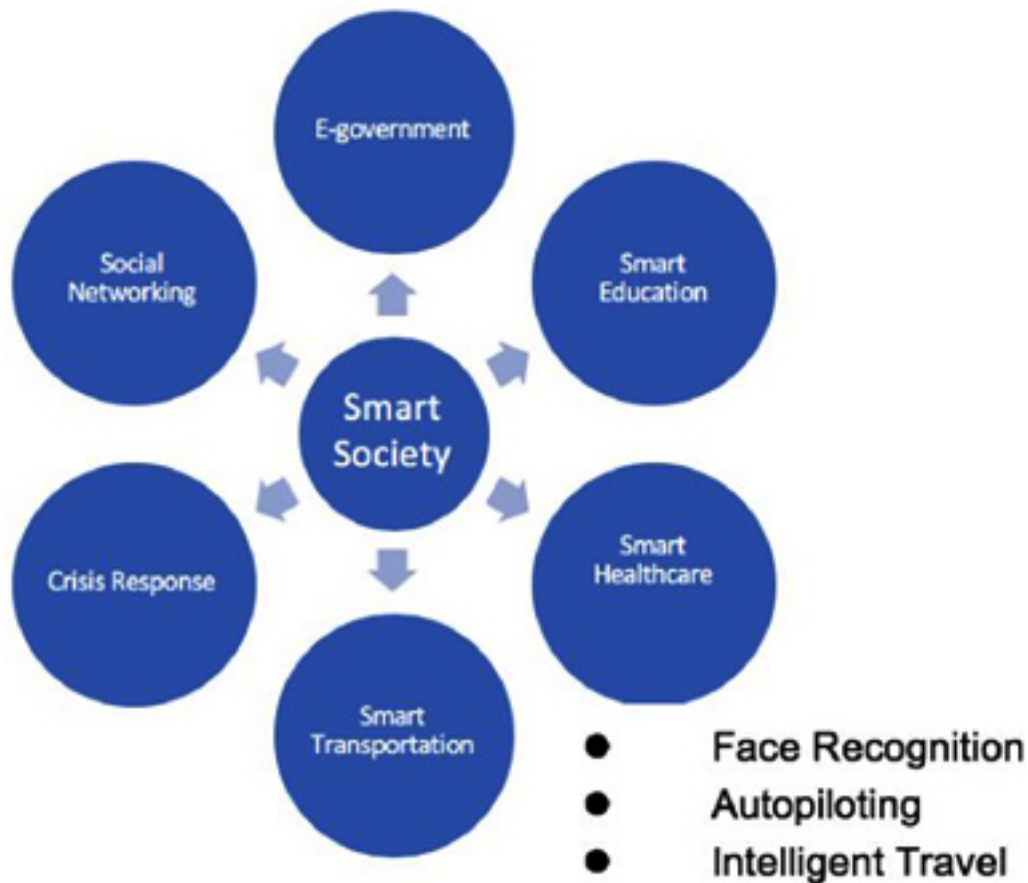 E-government
Social
Networking
Smart
Education
Smart
Society
Crisis Response
Smart
Healthcare
Smart
Transportation
● Face Recognition
● Autopiloting
● Intelligent Travel